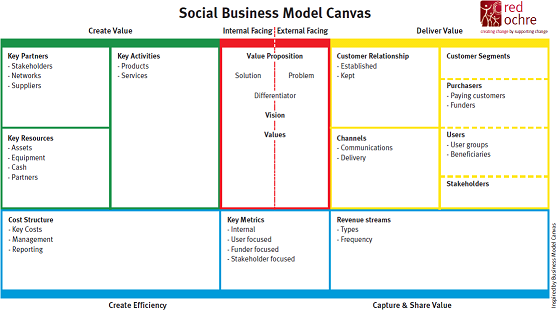 Social Business Model Canvas
red
ochre
creating change by supporting change
Create Value
Internal Facing
External Facing
Deliver Value
Key Partners
- Stakeholders
- Networks
- Suppliers
Key Activities
- Products
- Services
Value Proposition
Solution
Problem
Differentiator
Vision
Values
Customer Relationship
- Established
- Kept
Customer Segments
Purchasers
- Paying customers
- Funders
Key Resources
- Assets
- Equipment
- Cash
- Partners
Channels
- Communications
- Delivery
Users
- User groups
- Beneficiaries
Stakeholders
Cost Structure
- Key Costs
- Management
- Reporting
Key Metrics
- Internal
- User focused
- Funder focused
- Stakeholder focused
Revenue streams
- Types
- Frequency
Inspired by Business Model Canvas
Create Efficiency
Capture & Share Value